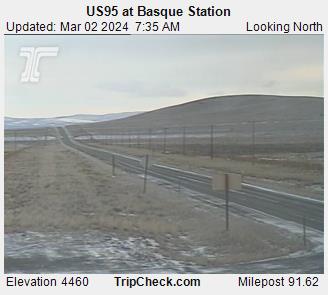 US95 at Basque Station
Updated: Mar 02 2024 7:35 AM Looking North
Elevation 4460 TripCheck.com Milepost 91.62